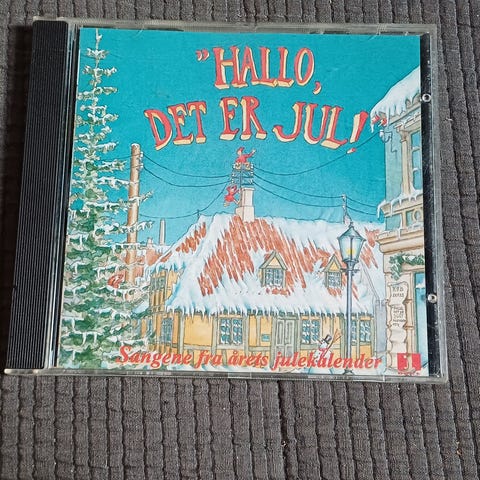 "HALLO,
DET ER JUL!"
Sangene fra årets julekalender